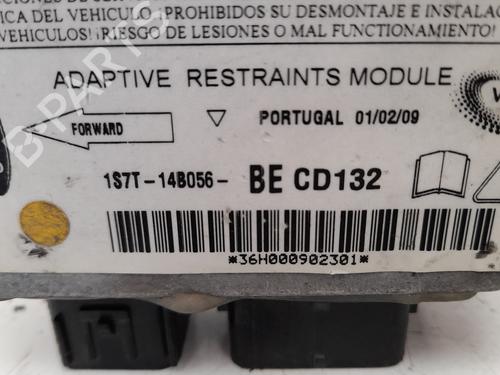 ICA DEL VEHICULO. ¡PROHIBIDOS SU DESMONTAJE E INSTALAC
VEHICULOS! ¡RIESGO DE LESIONES O MAL FUNCIONAMIENTO!
ADAPTIVE RESTRAINTS MODULE
FORWARD
PORTUGAL 01/02/09
1S7T-14B056- BE CD132
*36H000902301*
B-PARTS